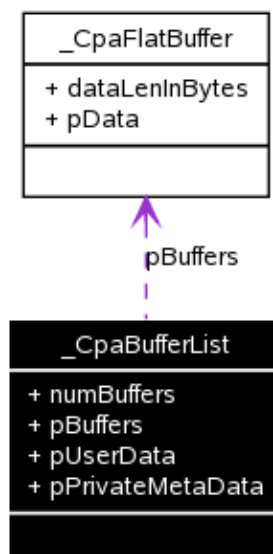 _CpaFlatBuffer
+ dataLenInBytes
+ pData
pBuffers
_CpaBufferList
+ numBuffers
+ pBuffers
+ pUserData
+ pPrivateMetaData